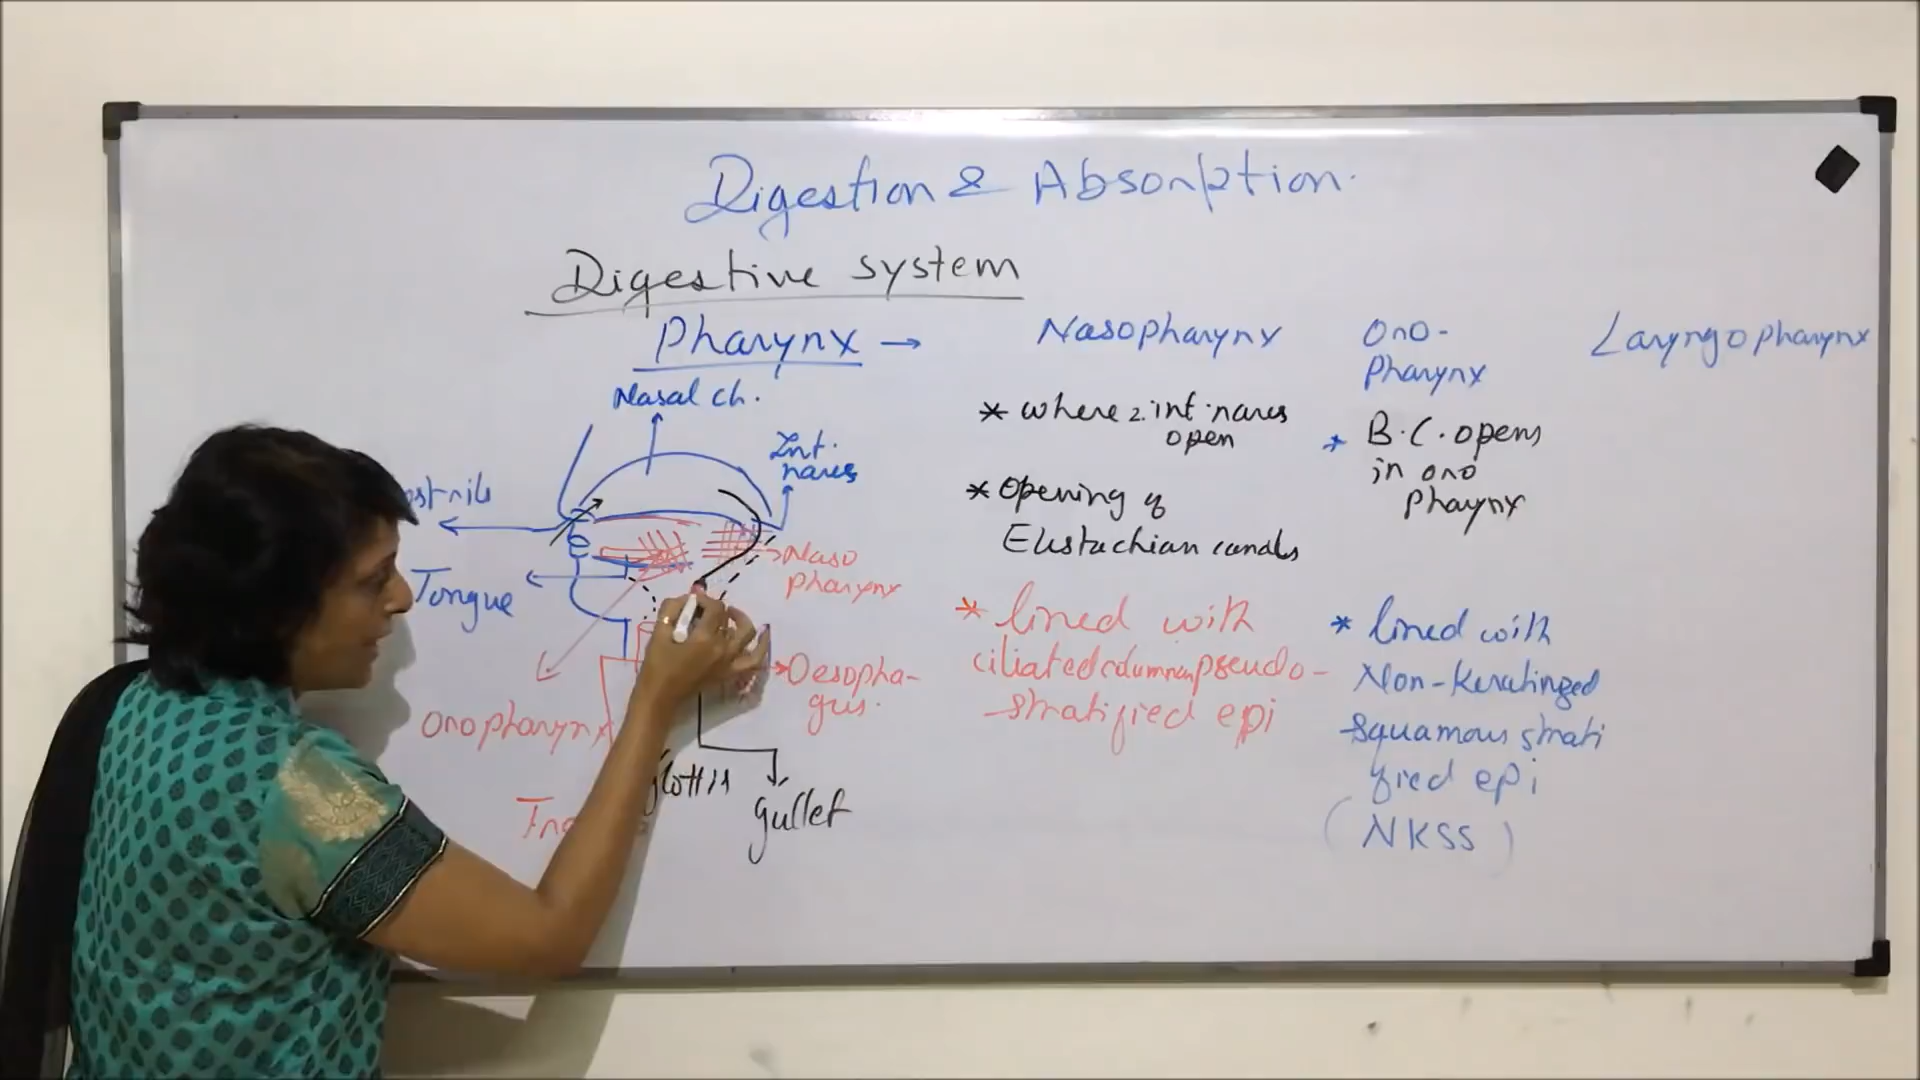 Digestion & Absorption.
Digestive system
Pharynx →
Nasopharynx
Oro-
Pharynx
Laryngopharynx
Nasal ch.
Int.
nares
ostrils
Tongue
Naso
pharynx
Oesopha-
gus.
Oropharynx
glottis
gullet
* where 2 int. nares
open
* Opening of
Eustachian canals
* lined with
ciliated columnar pseudo-
stratified epi
* B.C. opens
in oro
Pharynx
* lined with
Non-Keratinized
squamous strati
fied epi
(NKSS)